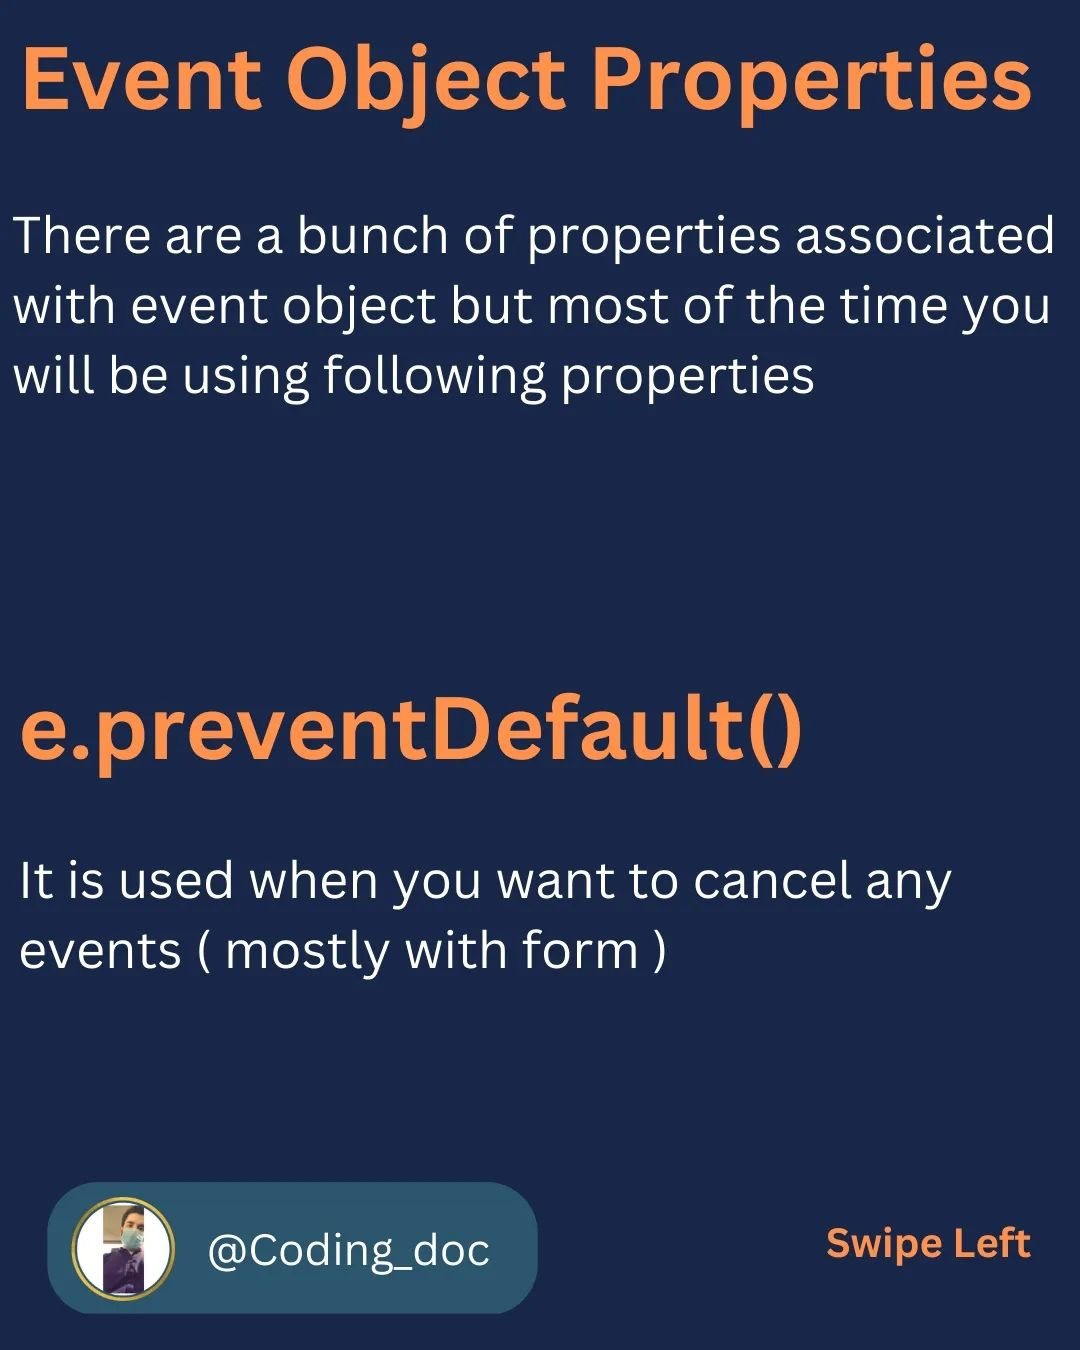 Event Object Properties
There are a bunch of properties associated
with event object but most of the time you
will be using following properties
e.preventDefault()
It is used when you want to cancel any
events ( mostly with form )
@Coding_doc
Swipe Left